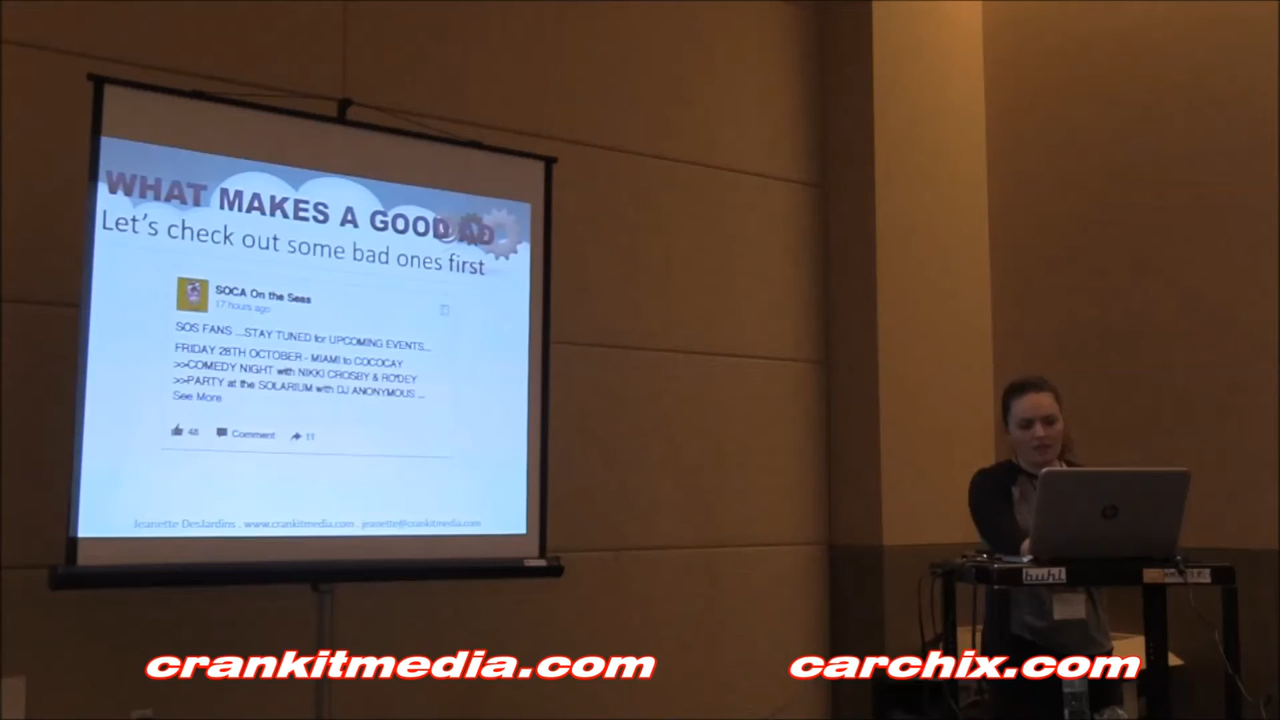 WHAT MAKES A GOOD AD
Let's check out some bad ones first
SOCA On the Seas
17 hours ago
SOS FANS ...STAY TUNED for UPCOMING EVENTS...
FRIDAY 28TH OCTOBER - MIAMI to COCOCAY
>>COMEDY NIGHT with NIKKI CROSBY & RODEY
>>PARTY at the SOLARIUM with DJ ANONYMOUS ...
See More
48 Comment 11
Jeanette DesJardins . www.crankitmedia.com . jeanette@crankitmedia.com
buhl
crankitmedia.com
carchix.com